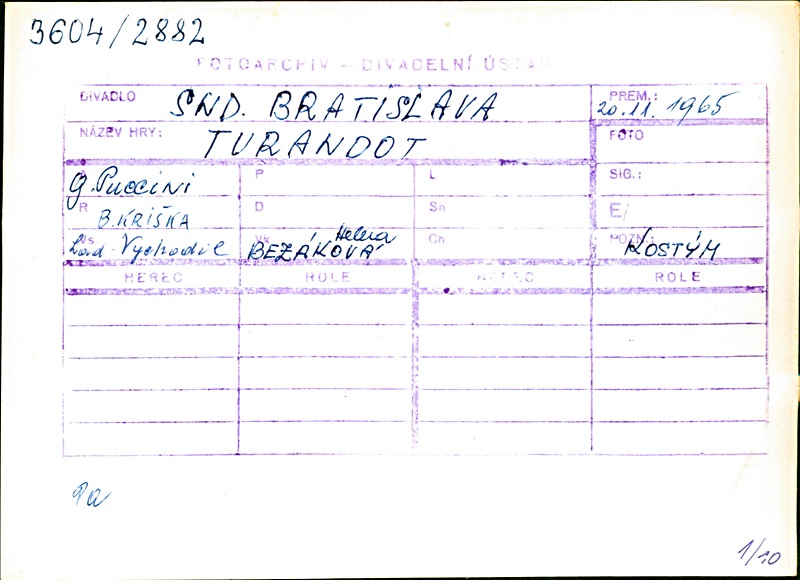 3604/2882
FOTOARCHIV – DIVADELNÍ ÚSTAV
DIVADLO SND. BRATISLAVA PREM.: 20.11. 1965
NÁZEV HRY: TURANDOT FOTO
G. Puccini P L SIG.:
R B. KRIŠKA D Sh E/
Vs Lad. Vychodil Vk BEZÁKOVÁ Helena Ch POZN.: KOSTÝM
HEREC ROLE HEREC ROLE
1/10